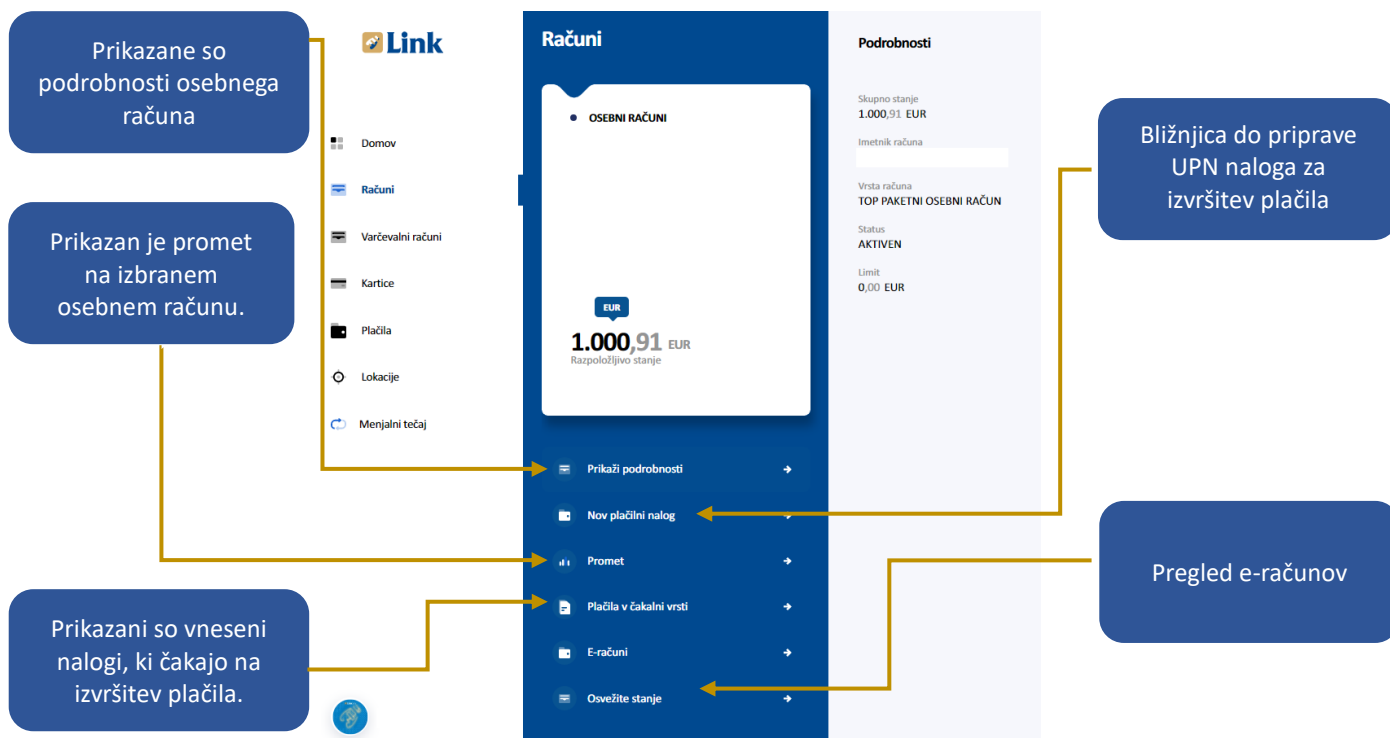 Prikazane so
podrobnosti osebnega
računa
Prikazan je promet
na izbranem
osebnem računu.
Prikazani so vneseni
nalogi, ki čakajo na
izvršitev plačila.
Link
Domov
Računi
Varčevalni računi
Kartice
Plačila
Lokacije
Menjalni tečaj
Računi
OSEBNI RAČUNI
EUR
1.000,91 EUR
Razpoložljivo stanje
Prikaži podrobnosti
Nov plačilni nalog
Promet
Plačila v čakalni vrsti
E-računi
Osvežite stanje
Podrobnosti
Skupno stanje
1.000,91 EUR
Imetnik računa
Vrsta računa
TOP PAKETNI OSEBNI RAČUN
Status
AKTIVEN
Limit
0,00 EUR
Bližnjica do priprave
UPN naloga za
izvršitev plačila
Pregled e-računov